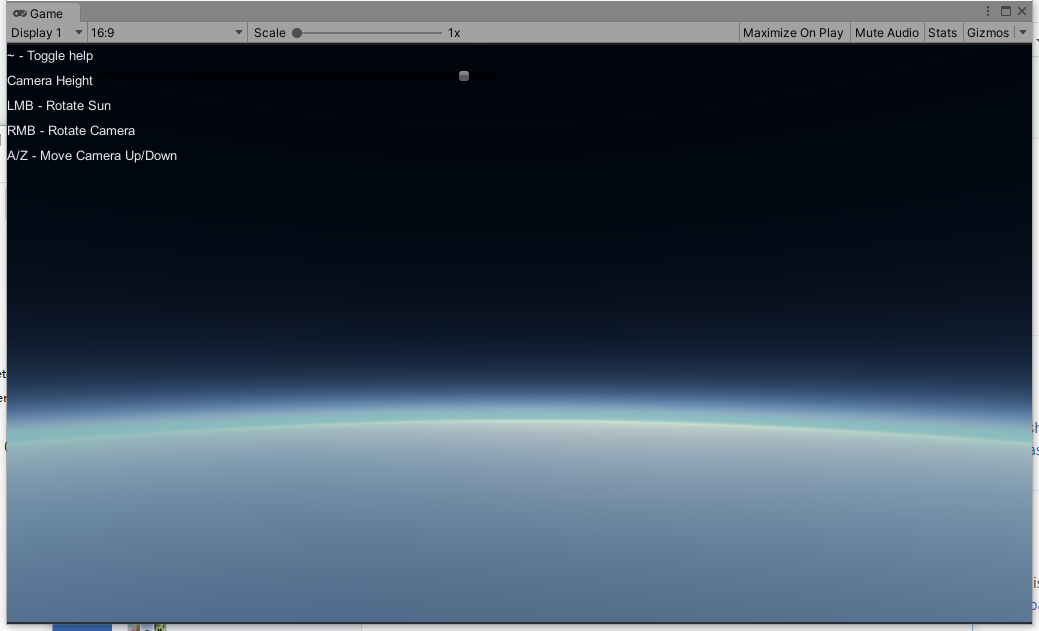 Game
Display 1 16:9 Scale 1x Maximize On Play Mute Audio Stats Gizmos
~ - Toggle help
Camera Height
LMB - Rotate Sun
RMB - Rotate Camera
A/Z - Move Camera Up/Down